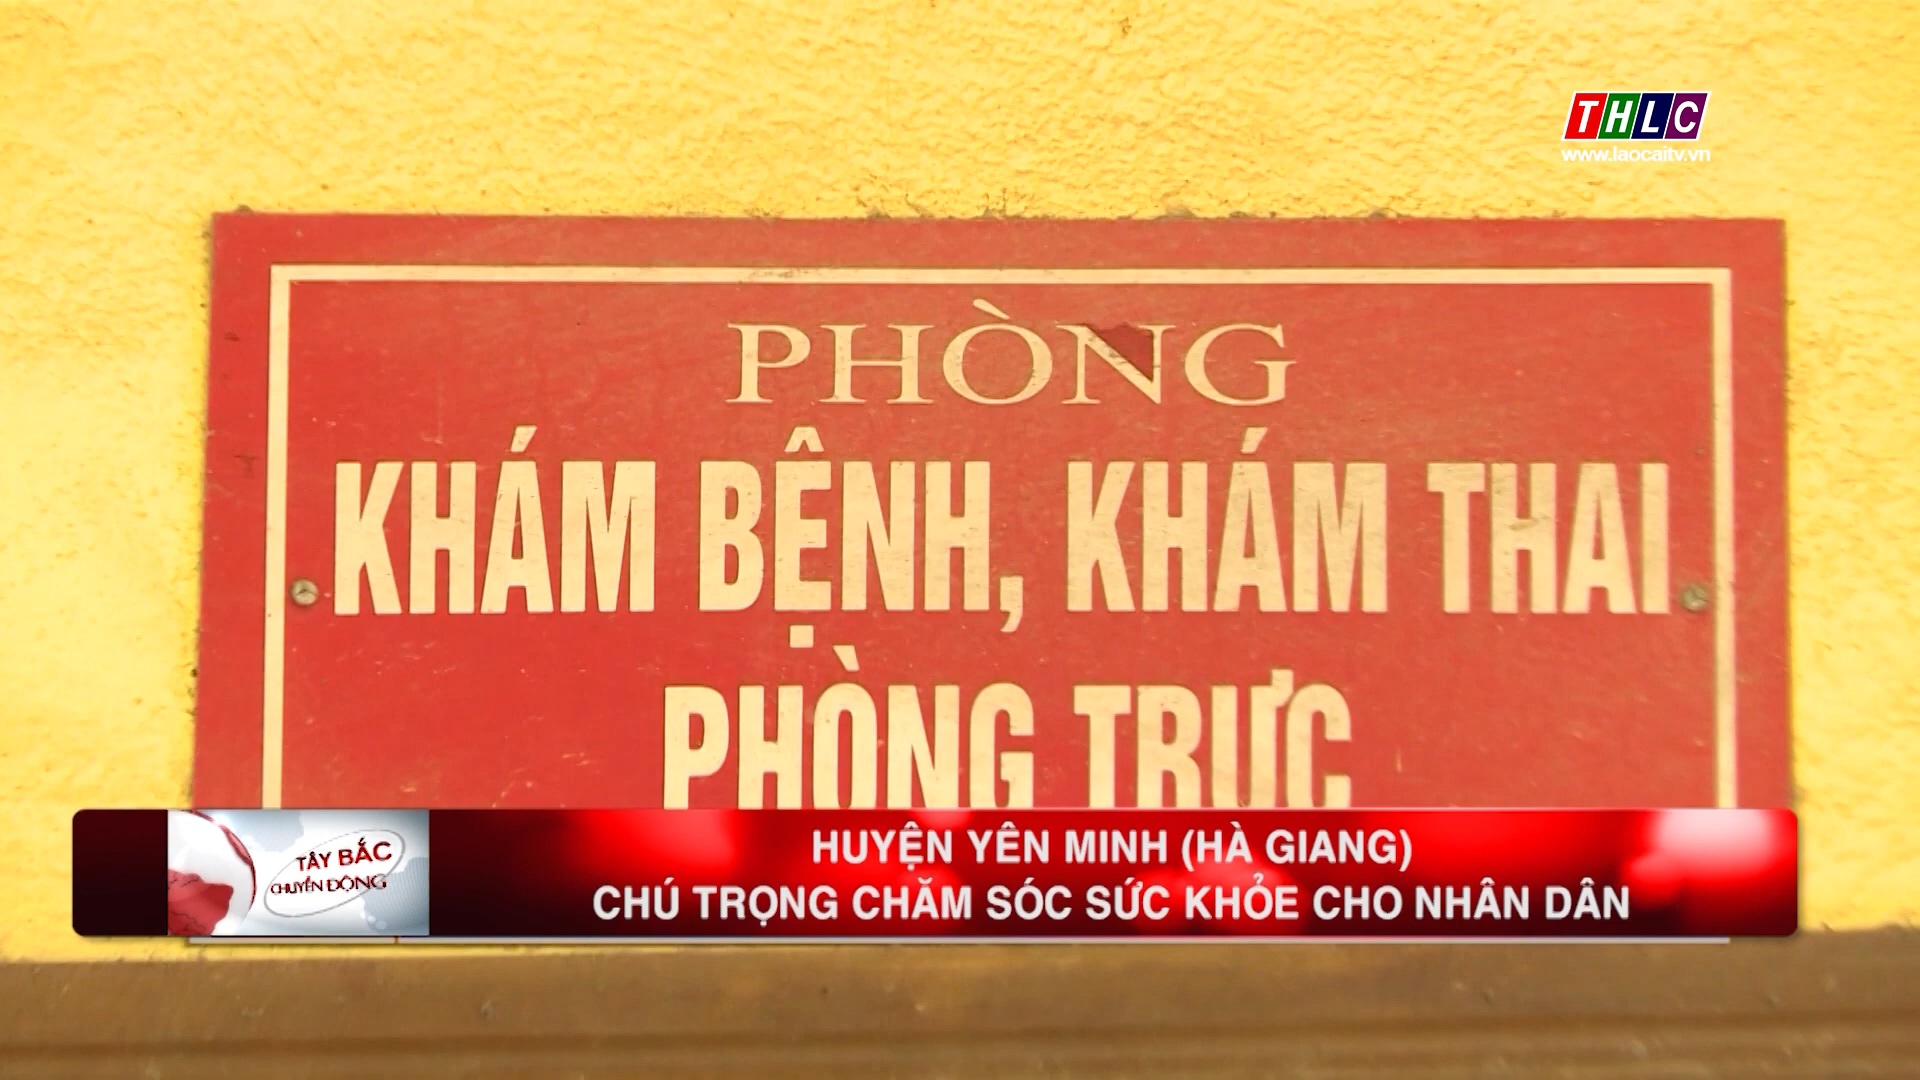 THLC
www.laocaitv.vn
PHÒNG
KHÁM BỆNH, KHÁM THAI
PHÒNG TRỰC
TÂY BẮC
CHUYỂN ĐỘNG
HUYỆN YÊN MINH (HÀ GIANG)
CHÚ TRỌNG CHĂM SÓC SỨC KHỎE CHO NHÂN DÂN